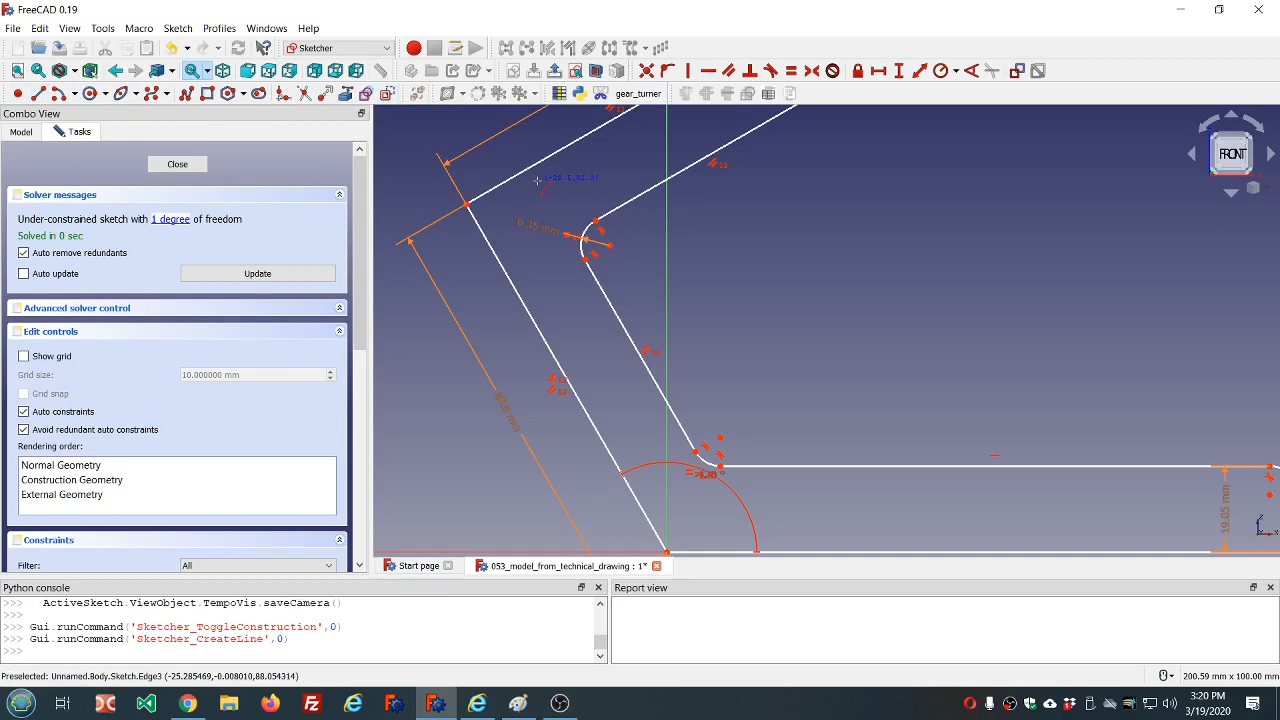 FreeCAD 0.19
File Edit View Tools Macro Sketch Profiles Windows Help
Sketcher
gear_turner
Combo View
Model Tasks
Close
Solver messages
Under-constrained sketch with 1 degree of freedom
Solved in 0 sec
Auto remove redundants
Auto update Update
Advanced solver control
Edit controls
Show grid
Grid size: 10.000000 mm
Grid snap
Auto constraints
Avoid redundant auto constraints
Rendering order:
Normal Geometry
Construction Geometry
External Geometry
Constraints
Filter: All
19.05 mm
FRONT
Start page 053_model_from_technical_drawing : 1*
Python console
>>> ActiveSketch.ViewObject.TempoVis.saveCamera()
>>>
>>> Gui.runCommand('Sketcher_ToggleConstruction',0)
>>> Gui.runCommand('Sketcher_CreateLine',0)
>>>
Report view
Preselected: Unnamed.Body.Sketch.Edge3 (-25.285469,-0.008010,88.054314)
200.59 mm x 100.00 mm
3:20 PM
3/19/2020